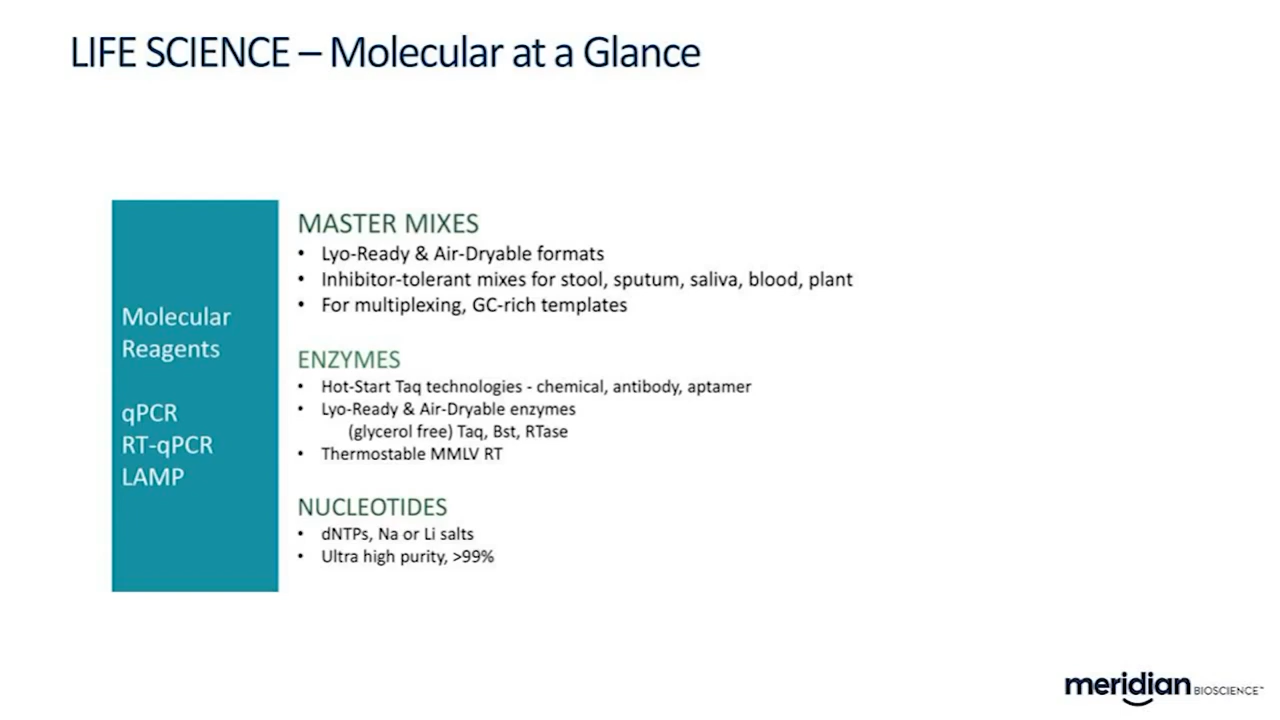 LIFE SCIENCE – Molecular at a Glance
Molecular
Reagents
qPCR
RT-qPCR
LAMP
MASTER MIXES
• Lyo-Ready & Air-Dryable formats
• Inhibitor-tolerant mixes for stool, sputum, saliva, blood, plant
• For multiplexing, GC-rich templates
ENZYMES
• Hot-Start Taq technologies - chemical, antibody, aptamer
• Lyo-Ready & Air-Dryable enzymes
(glycerol free) Taq, Bst, RTase
• Thermostable MMLV RT
NUCLEOTIDES
• dNTPs, Na or Li salts
• Ultra high purity, >99%
meridian BIOSCIENCE™